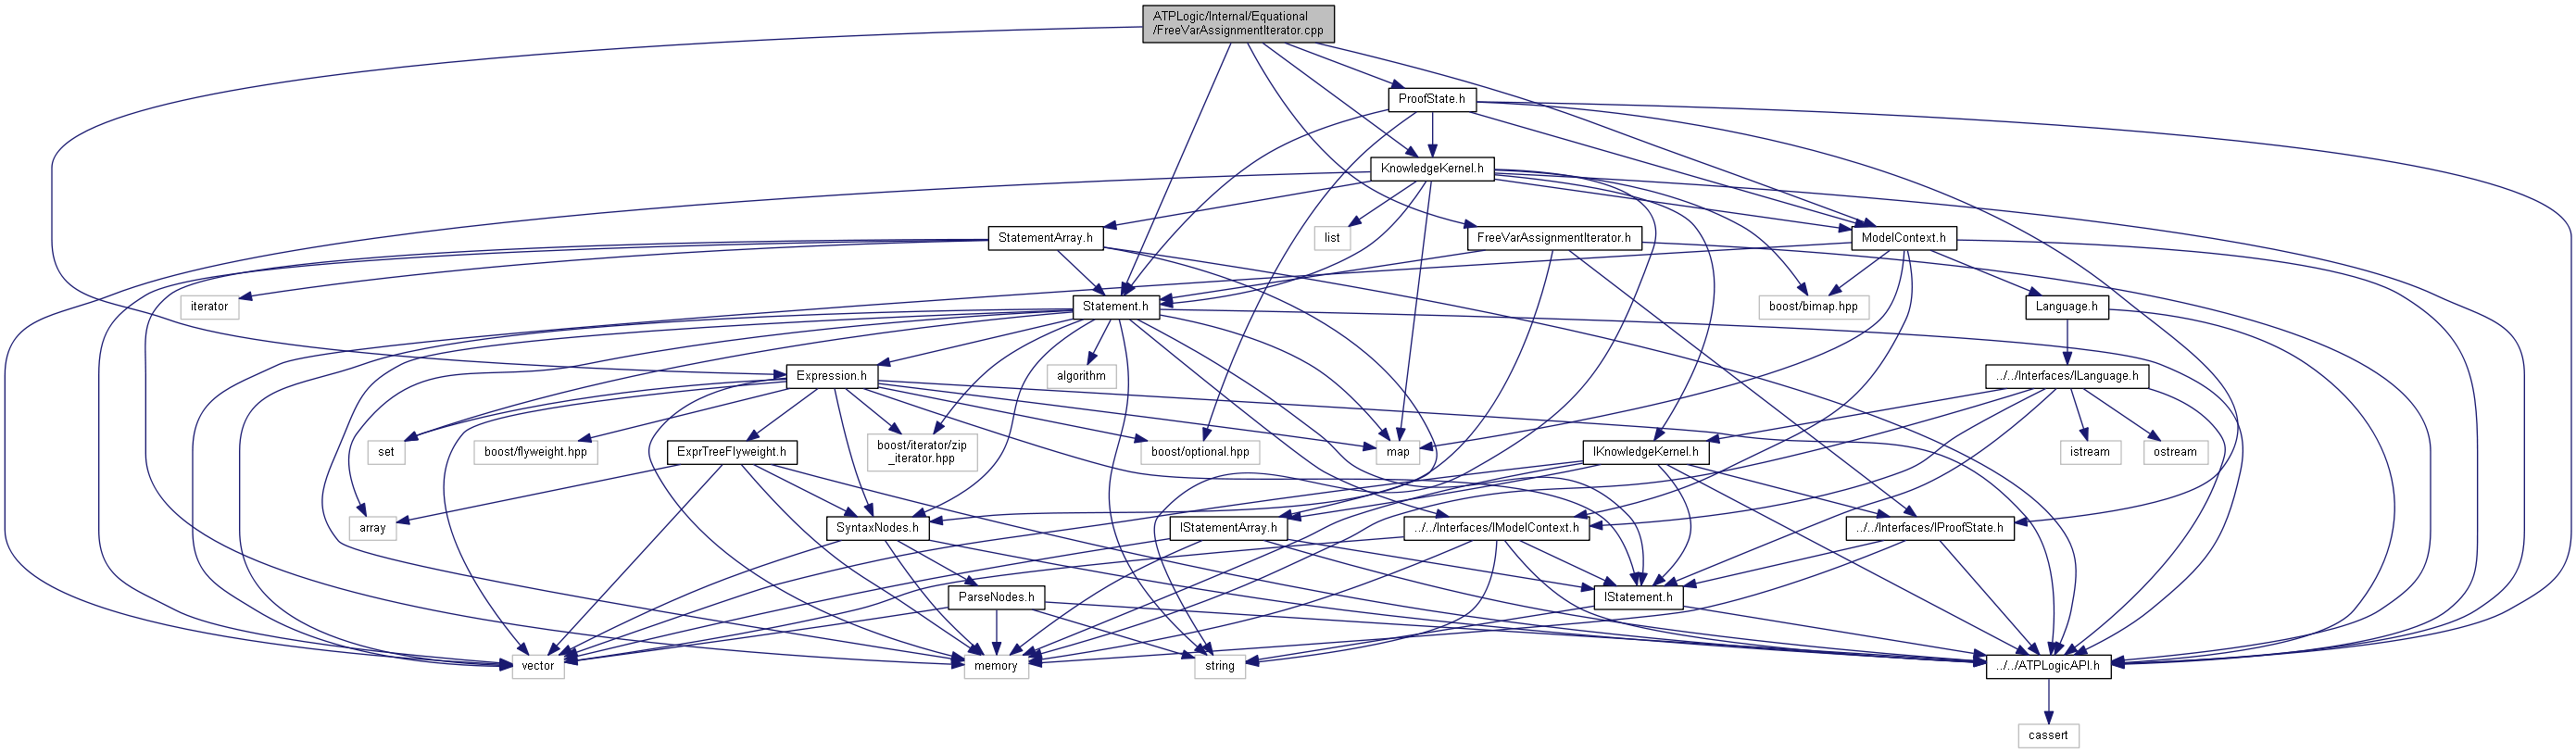 ATPLogic/Internal/Equational
/FreeVarAssignmentIterator.cpp
ProofState.h
KnowledgeKernel.h
StatementArray.h
list
FreeVarAssignmentIterator.h
ModelContext.h
iterator
Statement.h
boost/bimap.hpp
Language.h
Expression.h
algorithm
../../Interfaces/ILanguage.h
set
boost/flyweight.hpp
ExprTreeFlyweight.h
boost/iterator/zip
_iterator.hpp
boost/optional.hpp
map
IKnowledgeKernel.h
istream
ostream
array
SyntaxNodes.h
IStatementArray.h
../../Interfaces/IModelContext.h
../../Interfaces/IProofState.h
ParseNodes.h
IStatement.h
vector
memory
string
../../ATPLogicAPI.h
cassert